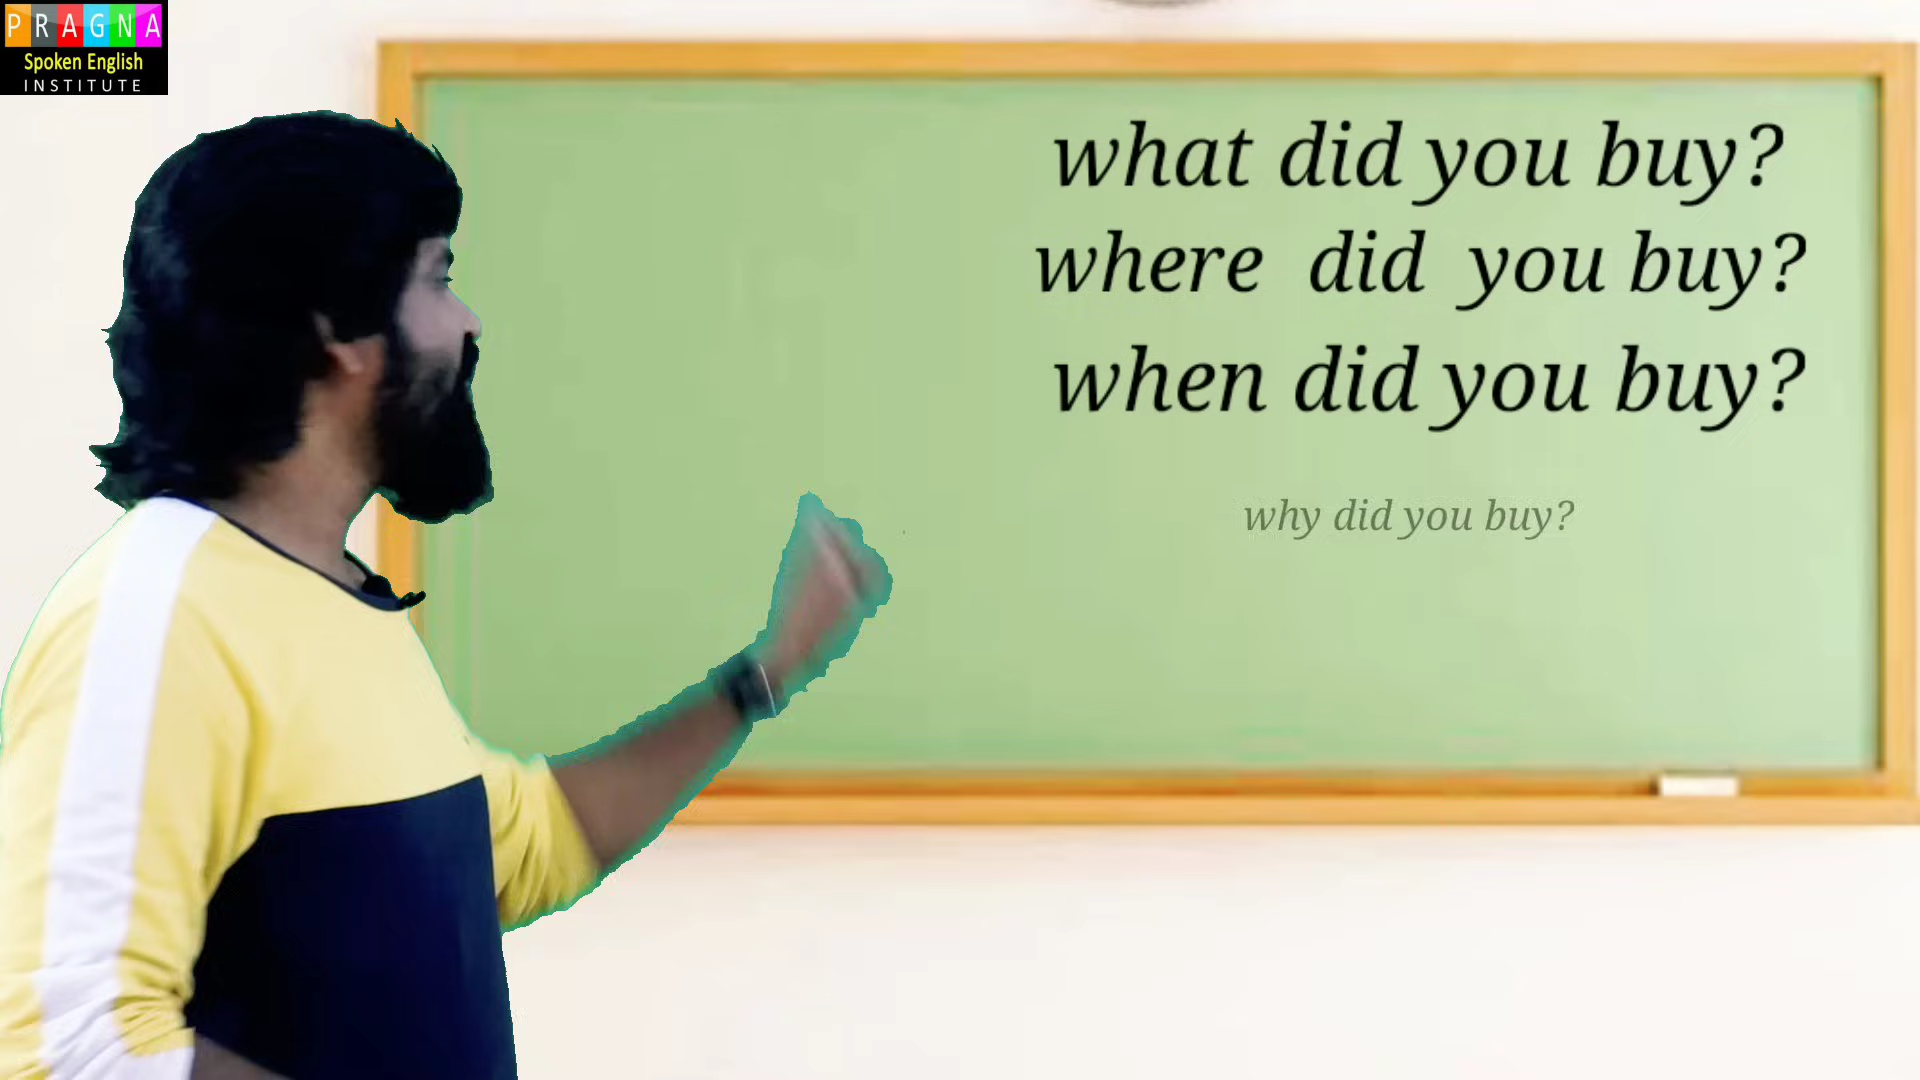 PRAGNA
Spoken English
INSTITUTE
what did you buy?
where did you buy?
when did you buy?
why did you buy?